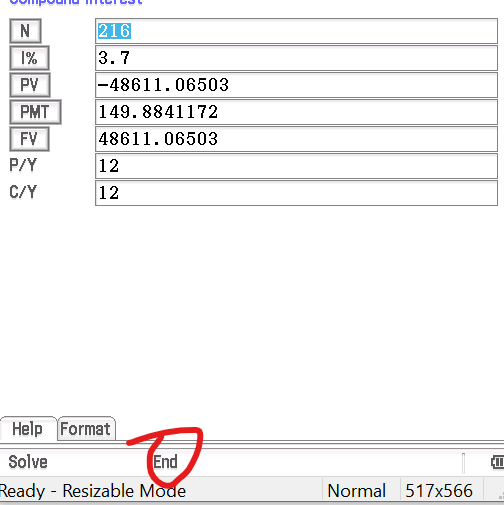 Compound Interest
N 216
I% 3.7
PV -48611.06503
PMT 149.8841172
FV 48611.06503
P/Y 12
C/Y 12
Help Format
Solve End
Ready - Resizable Mode Normal 517x566